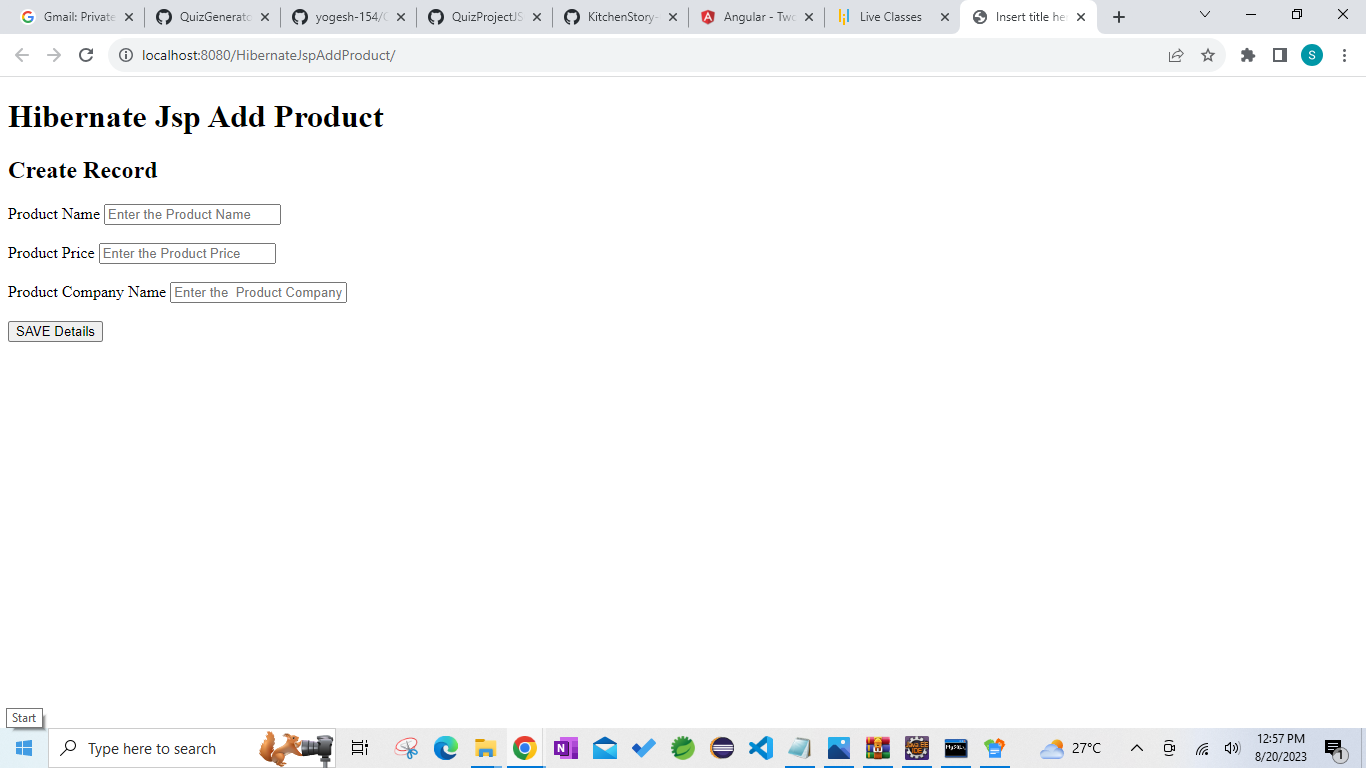 Gmail: Private
QuizGenerato
yogesh-154/
QuizProjectJS
KitchenStory-
Angular - Two
Live Classes
Insert title her
localhost:8080/HibernateJspAddProduct/
S
Hibernate Jsp Add Product
Create Record
Product Name Enter the Product Name
Product Price Enter the Product Price
Product Company Name Enter the  Product Company
SAVE Details
Start
Type here to search
27°C
12:57 PM
8/20/2023
1